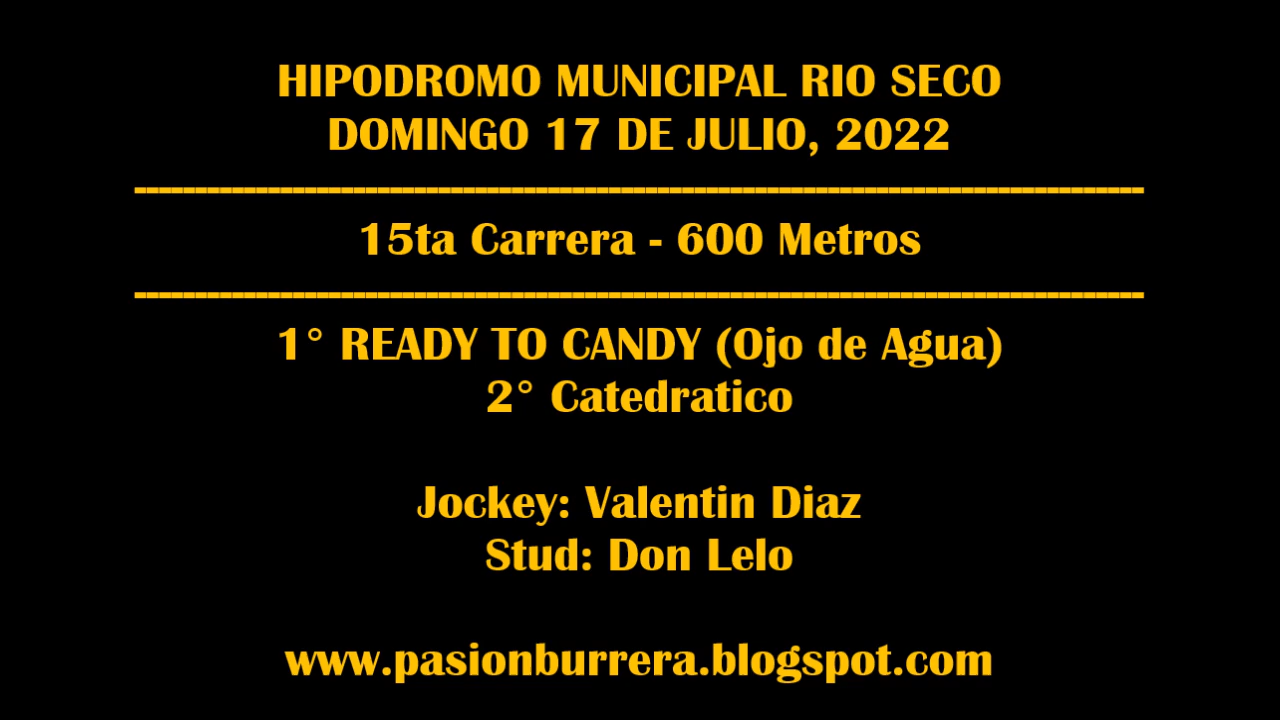 HIPODROMO MUNICIPAL RIO SECO
DOMINGO 17 DE JULIO, 2022
15ta Carrera - 600 Metros
1° READY TO CANDY (Ojo de Agua)
2° Catedratico
Jockey: Valentin Diaz
Stud: Don Lelo
www.pasionburrera.blogspot.com